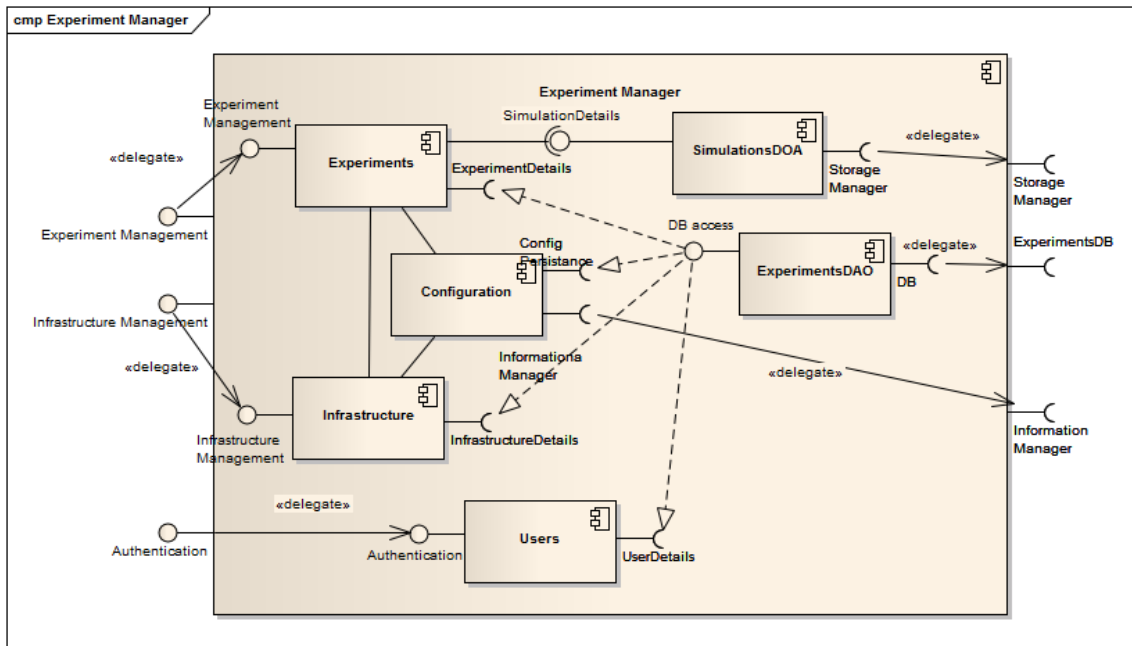 cmp Experiment Manager
Experiment Manager
Experiment
Management
SimulationDetails
«delegate»
Experiments
ExperimentDetails
SimulationsDOA
«delegate»
Storage
Manager
Storage
Manager
Experiment Management
DB access
Config
Persistance
Configuration
ExperimentsDAO
«delegate»
DB
ExperimentsDB
Infrastructure Management
«delegate»
Informationa
Manager
«delegate»
Infrastructure
Infrastructure
Management
InfrastructureDetails
Information
Manager
«delegate»
Authentication
Authentication
Users
UserDetails